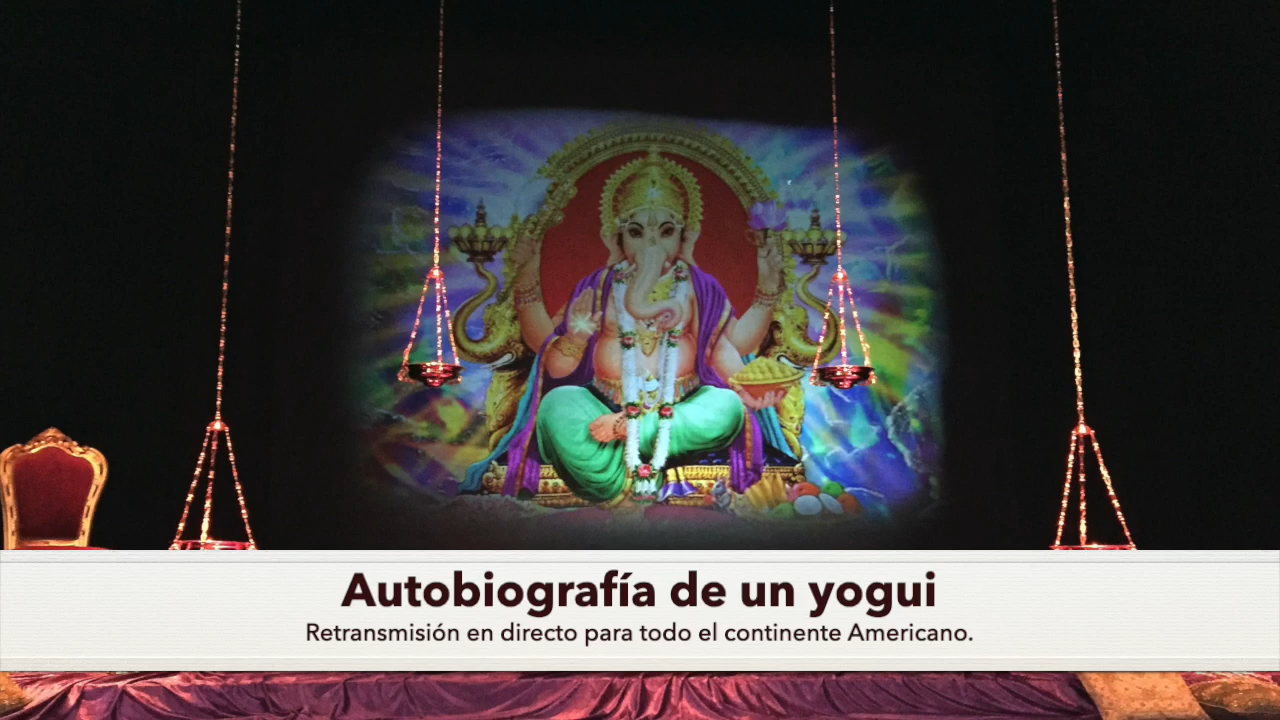 Autobiografía de un yogui
Retransmisión en directo para todo el continente Americano.